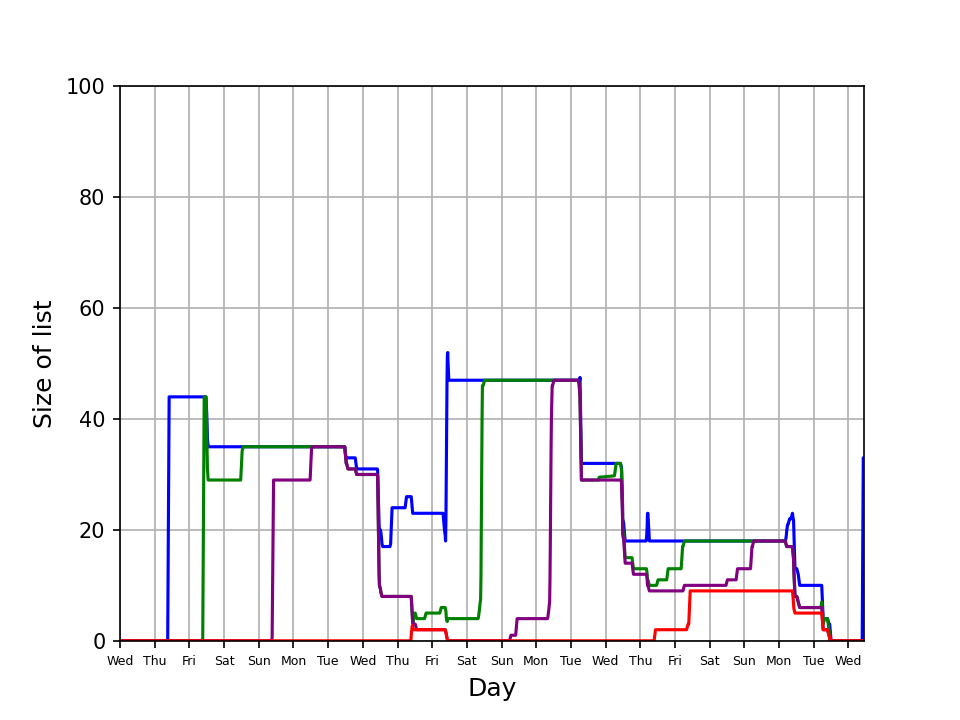 100
80
60
40
20
0
Size of list
Wed Thu Fri Sat Sun Mon Tue Wed Thu Fri Sat Sun Mon Tue Wed Thu Fri Sat Sun Mon Tue Wed
Day